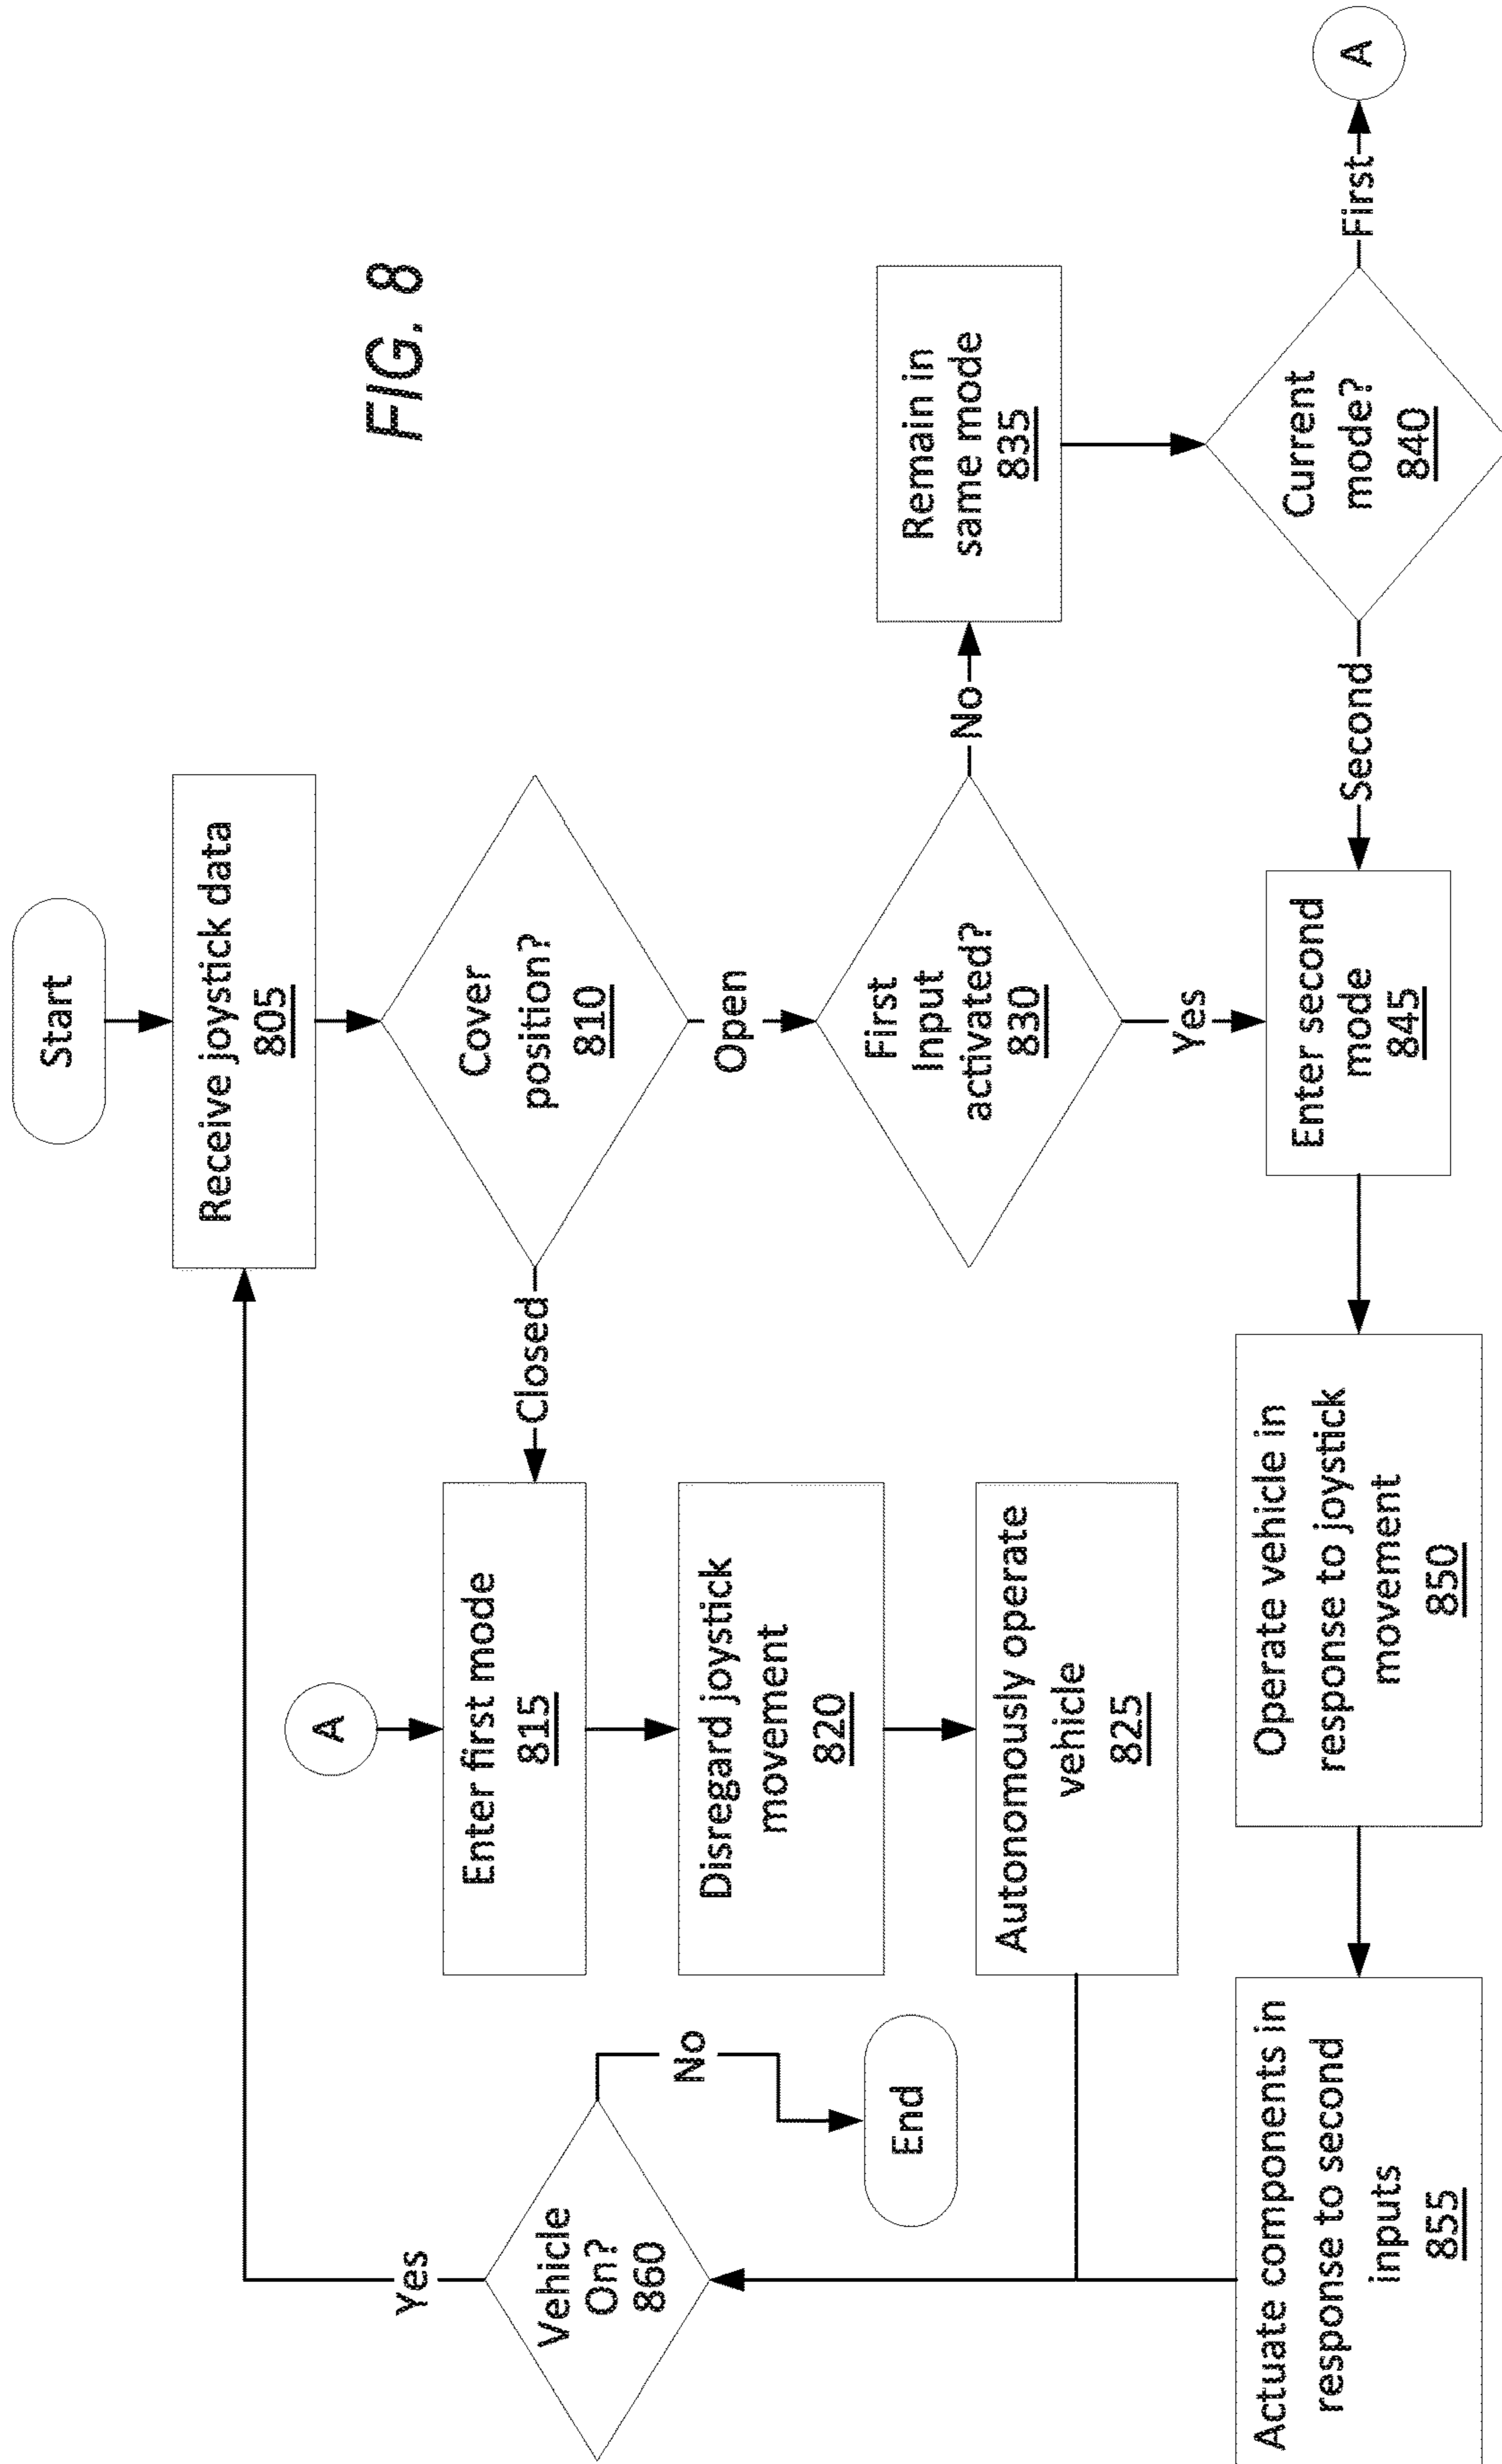 FIG. 8
Start
Receive joystick data
805
Cover
position?
810
Closed
Open
A
Enter first mode
815
Disregard joystick
movement
820
Autonomously operate
vehicle
825
First
Input
activated?
830
No
Yes
Remain in
same mode
835
Current
mode?
840
First
A
Second
Enter second
mode
845
Operate vehicle in
response to joystick
movement
850
Actuate components in
response to second
inputs
855
Vehicle
On?
860
Yes
No
End